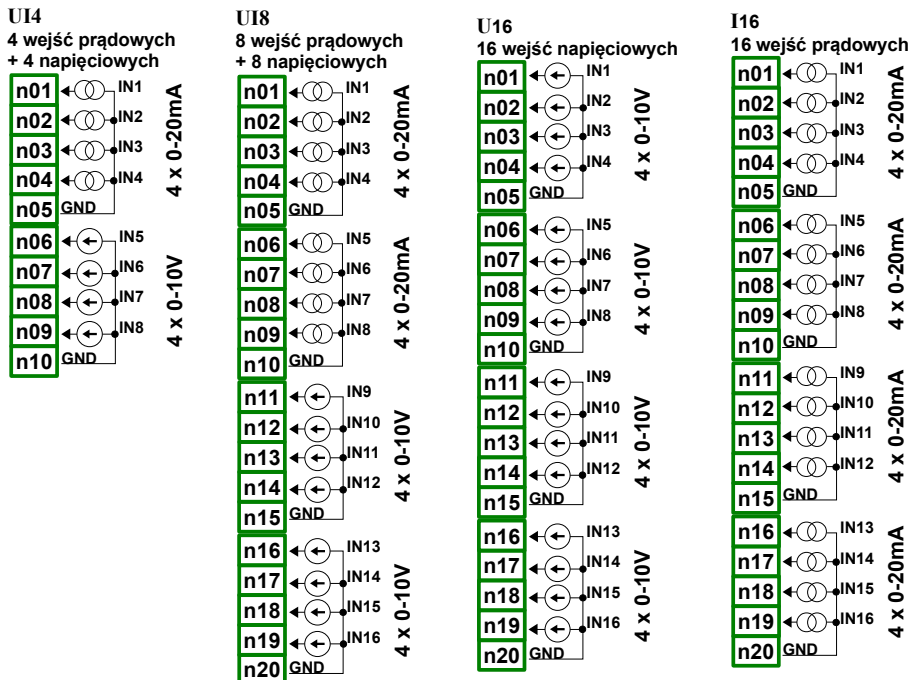 UI4
4 wejść prądowych
+ 4 napięciowych
n01 IN1
n02 IN2
n03 IN3
n04 IN4
n05 GND
4 x 0-20mA
n06 IN5
n07 IN6
n08 IN7
n09 IN8
n10 GND
4 x 0-10V
UI8
8 wejść prądowych
+ 8 napięciowych
n01 IN1
n02 IN2
n03 IN3
n04 IN4
n05 GND
4 x 0-20mA
n06 IN5
n07 IN6
n08 IN7
n09 IN8
n10 GND
4 x 0-20mA
n11 IN9
n12 IN10
n13 IN11
n14 IN12
n15 GND
4 x 0-10V
n16 IN13
n17 IN14
n18 IN15
n19 IN16
n20 GND
4 x 0-10V
U16
16 wejść napięciowych
n01 IN1
n02 IN2
n03 IN3
n04 IN4
n05 GND
4 x 0-10V
n06 IN5
n07 IN6
n08 IN7
n09 IN8
n10 GND
4 x 0-10V
n11 IN9
n12 IN10
n13 IN11
n14 IN12
n15 GND
4 x 0-10V
n16 IN13
n17 IN14
n18 IN15
n19 IN16
n20 GND
4 x 0-10V
I16
16 wejść prądowych
n01 IN1
n02 IN2
n03 IN3
n04 IN4
n05 GND
4 x 0-20mA
n06 IN5
n07 IN6
n08 IN7
n09 IN8
n10 GND
4 x 0-20mA
n11 IN9
n12 IN10
n13 IN11
n14 IN12
n15 GND
4 x 0-20mA
n16 IN13
n17 IN14
n18 IN15
n19 IN16
n20 GND
4 x 0-20mA